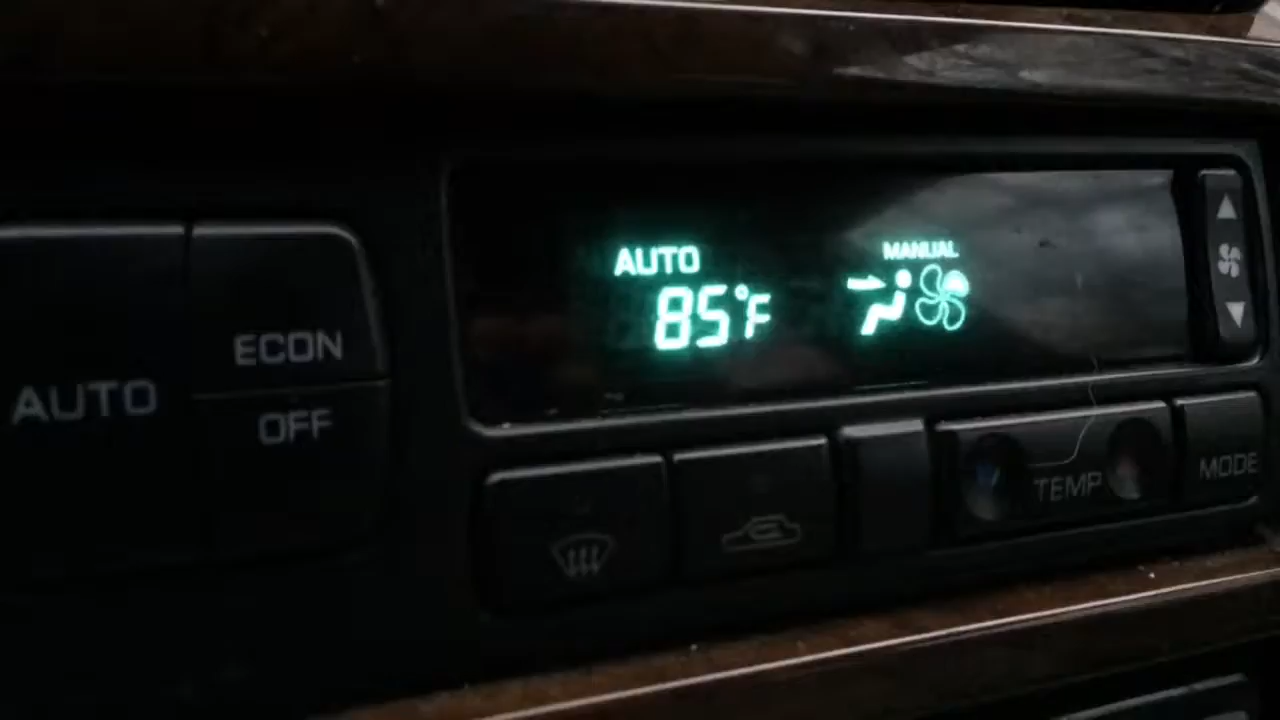 AUTO
85°F
MANUAL
ECON
AUTO
OFF
TEMP
MODE